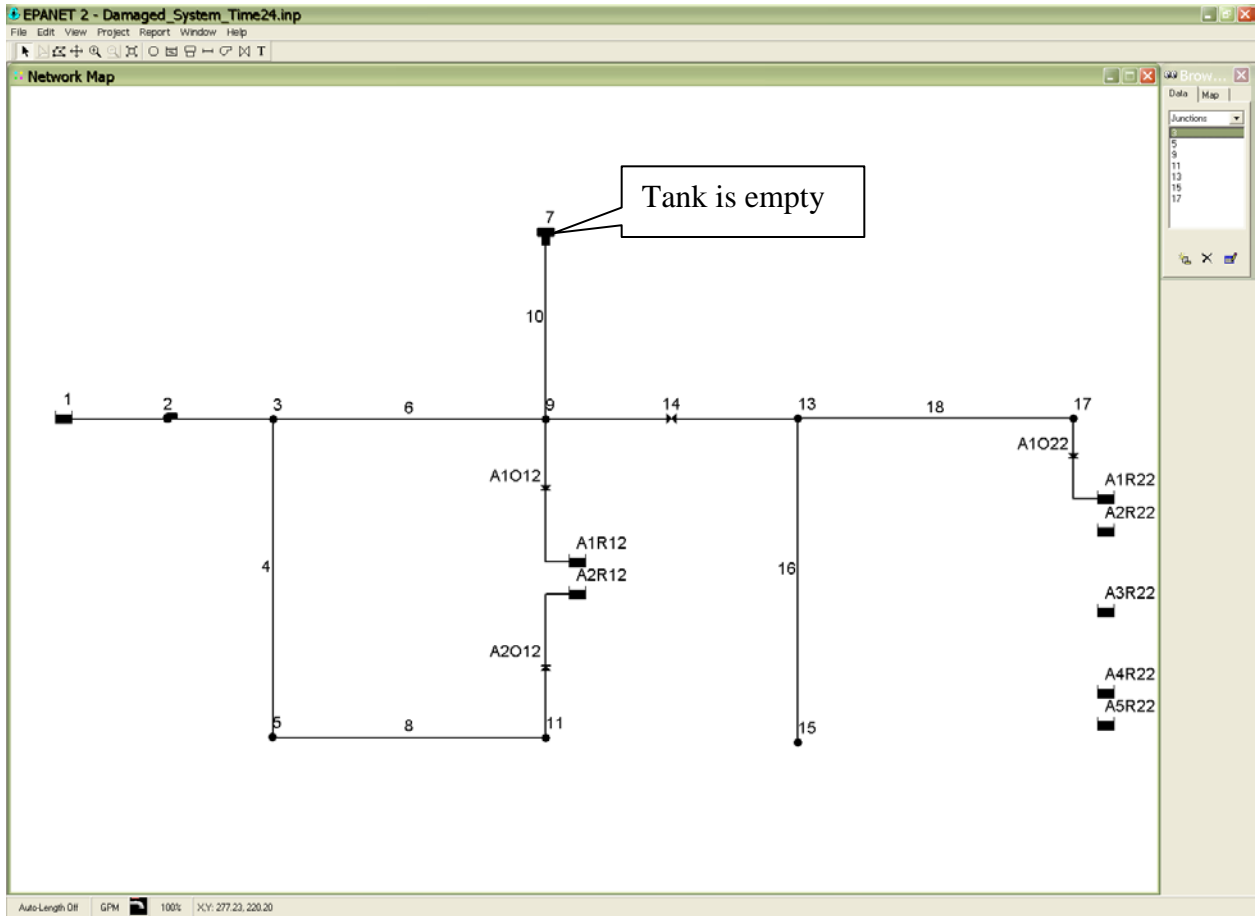 EPANET 2 - Damaged_System_Time24.inp
File Edit View Project Report Window Help
T
Network Map
Brow...
Data Map
Junctions
5
9
11
13
15
17
Tank is empty
7
10
1 2 3 6 9 14 13 18 17
A1O22
A1O12
A1R22
A2R22
A1R12
4
16
A2R12
A3R22
A2O12
A4R22
A5R22
5 8 11 15
Auto-Length Off GPM 100% X,Y: 277.23, 220.20